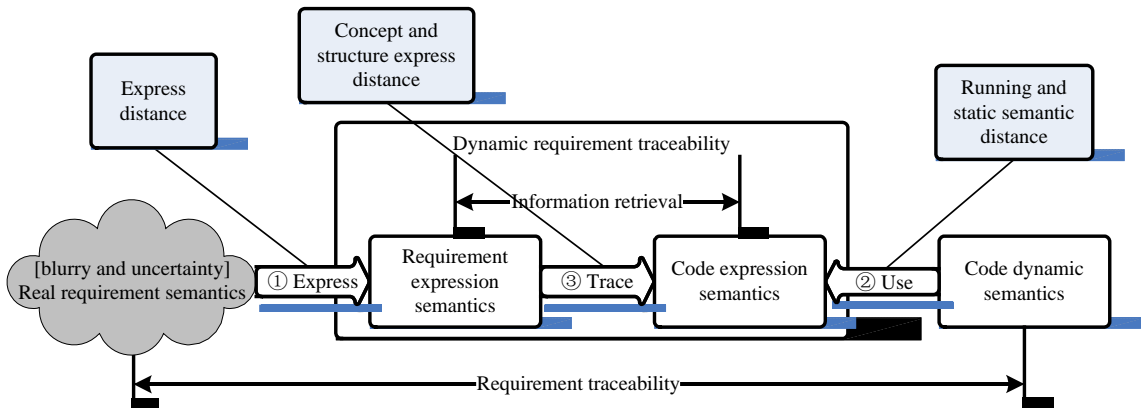 Concept and
structure express
distance
Express
distance
Running and
static semantic
distance
Dynamic requirement traceability
Information retrieval
[blurry and uncertainty]
Real requirement semantics
① Express
Requirement
expression
semantics
③ Trace
Code expression
semantics
② Use
Code dynamic
semantics
Requirement traceability